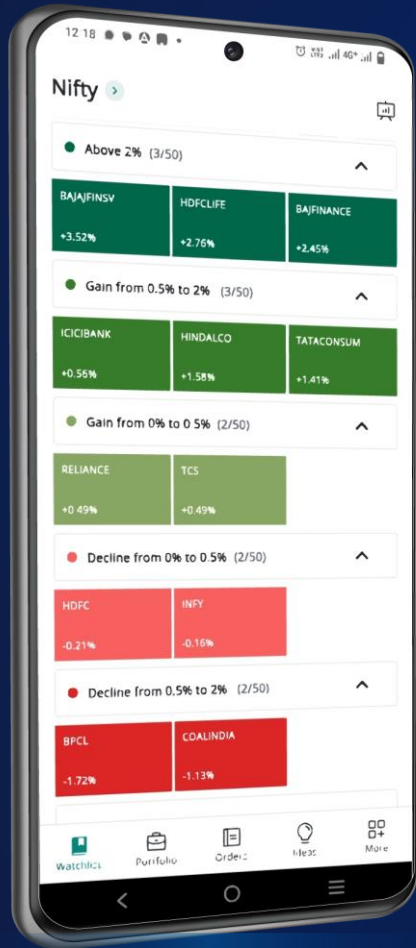 12 18
VoLTE LTE2 4G+
Nifty >
Above 2% (3/50)
BAJAJFINSV HDFCLIFE BAJFINANCE
+3.52% +2.76% +2.45%
Gain from 0.5% to 2% (3/50)
ICICIBANK HINDALCO TATACONSUM
+0.56% +1.58% +1.41%
Gain from 0% to 0 5% (2/50)
RELIANCE TCS
+0 49% +0.49%
Decline from 0% to 0.5% (2/50)
HDFC INFY
-0.21% -0.16%
Decline from 0.5% to 2% (2/50)
BPCL COALINDIA
-1.72% -1.13%
Watchlist Portfolio Orders Ideas More